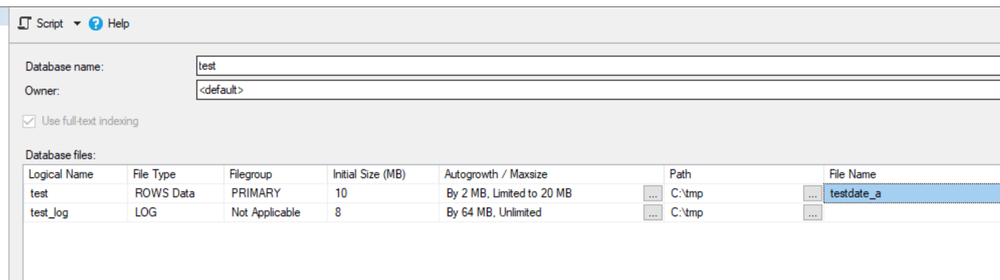 Script Help
Database name: test
Owner: <default>
Use full-text indexing
Database files:
Logical Name File Type Filegroup Initial Size (MB) Autogrowth / Maxsize Path File Name
test ROWS Data PRIMARY 10 By 2 MB, Limited to 20 MB ... C:\tmp ... testdate_a
test_log LOG Not Applicable 8 By 64 MB, Unlimited ... C:\tmp ...